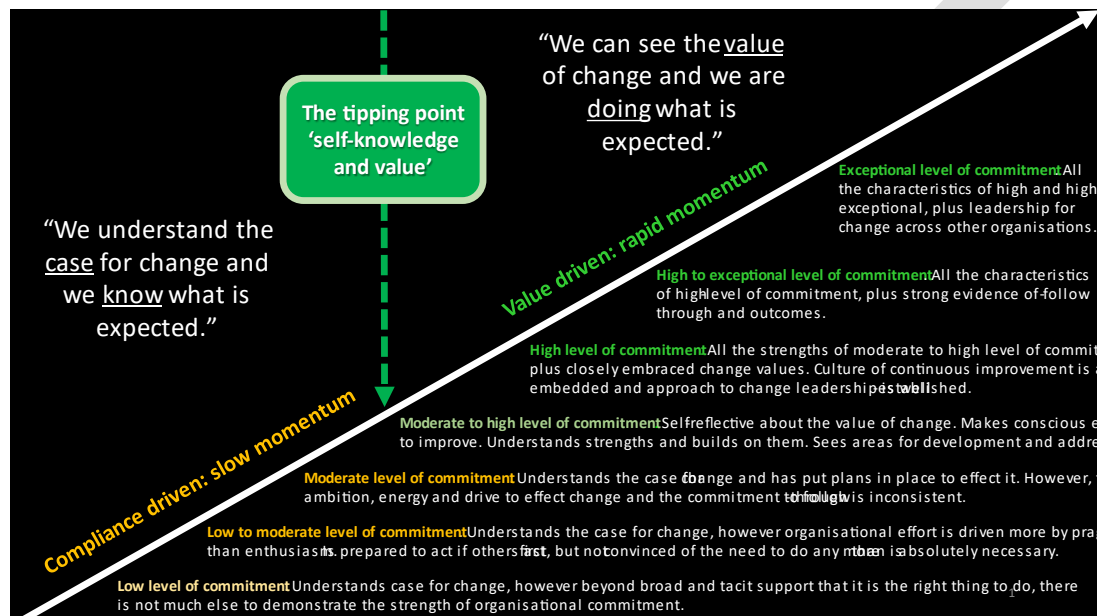 “We can see the value
of change and we are
doing what is
expected.”
The tipping point
‘self-knowledge
and value’
“We understand the
case for change and
we know what is
expected.”
Value driven: rapid momentum
Compliance driven: slow momentum
Exceptional level of commitment. All
the characteristics of high and high
exceptional, plus leadership for
change across other organisations.
High to exceptional level of commitment All the characteristics
of high-level of commitment, plus strong evidence of-follow
through and outcomes.
High level of commitment All the strengths of moderate to high level of commit
plus closely embraced change values. Culture of continuous improvement is a
embedded and approach to change leadership is well-established.
Moderate to high level of commitment Selfreflective about the value of change. Makes conscious e
to improve. Understands strengths and builds on them. Sees areas for development and addre
Moderate level of commitment Understands the case for change and has put plans in place to effect it. However,
ambition, energy and drive to effect change and the commitment to follow-through is inconsistent.
Low to moderate level of commitment Understands the case for change, however organisational effort is driven more by prag
than enthusiasm. Is prepared to act if others first, but not convinced of the need to do any more than is absolutely necessary.
Low level of commitment Understands case for change, however beyond broad and tacit support that it is the right thing to do, there
is not much else to demonstrate the strength of organisational commitment.
1